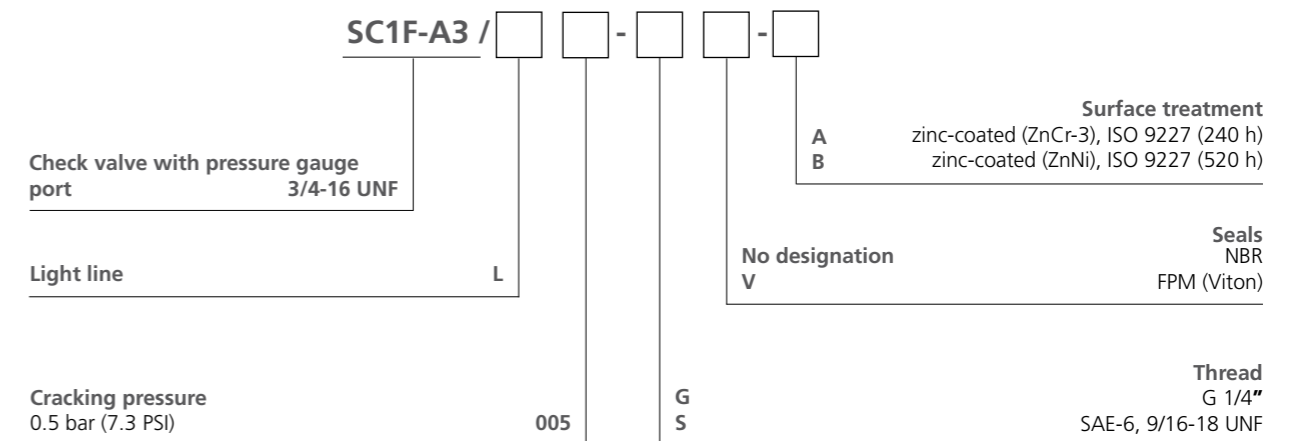 SC1F-A3 / - -
Surface treatment
A zinc-coated (ZnCr-3), ISO 9227 (240 h)
B zinc-coated (ZnNi), ISO 9227 (520 h)
Check valve with pressure gauge
port 3/4-16 UNF
Seals
No designation NBR
V FPM (Viton)
Light line L
Thread
G G 1/4"
S SAE-6, 9/16-18 UNF
Cracking pressure
0.5 bar (7.3 PSI) 005